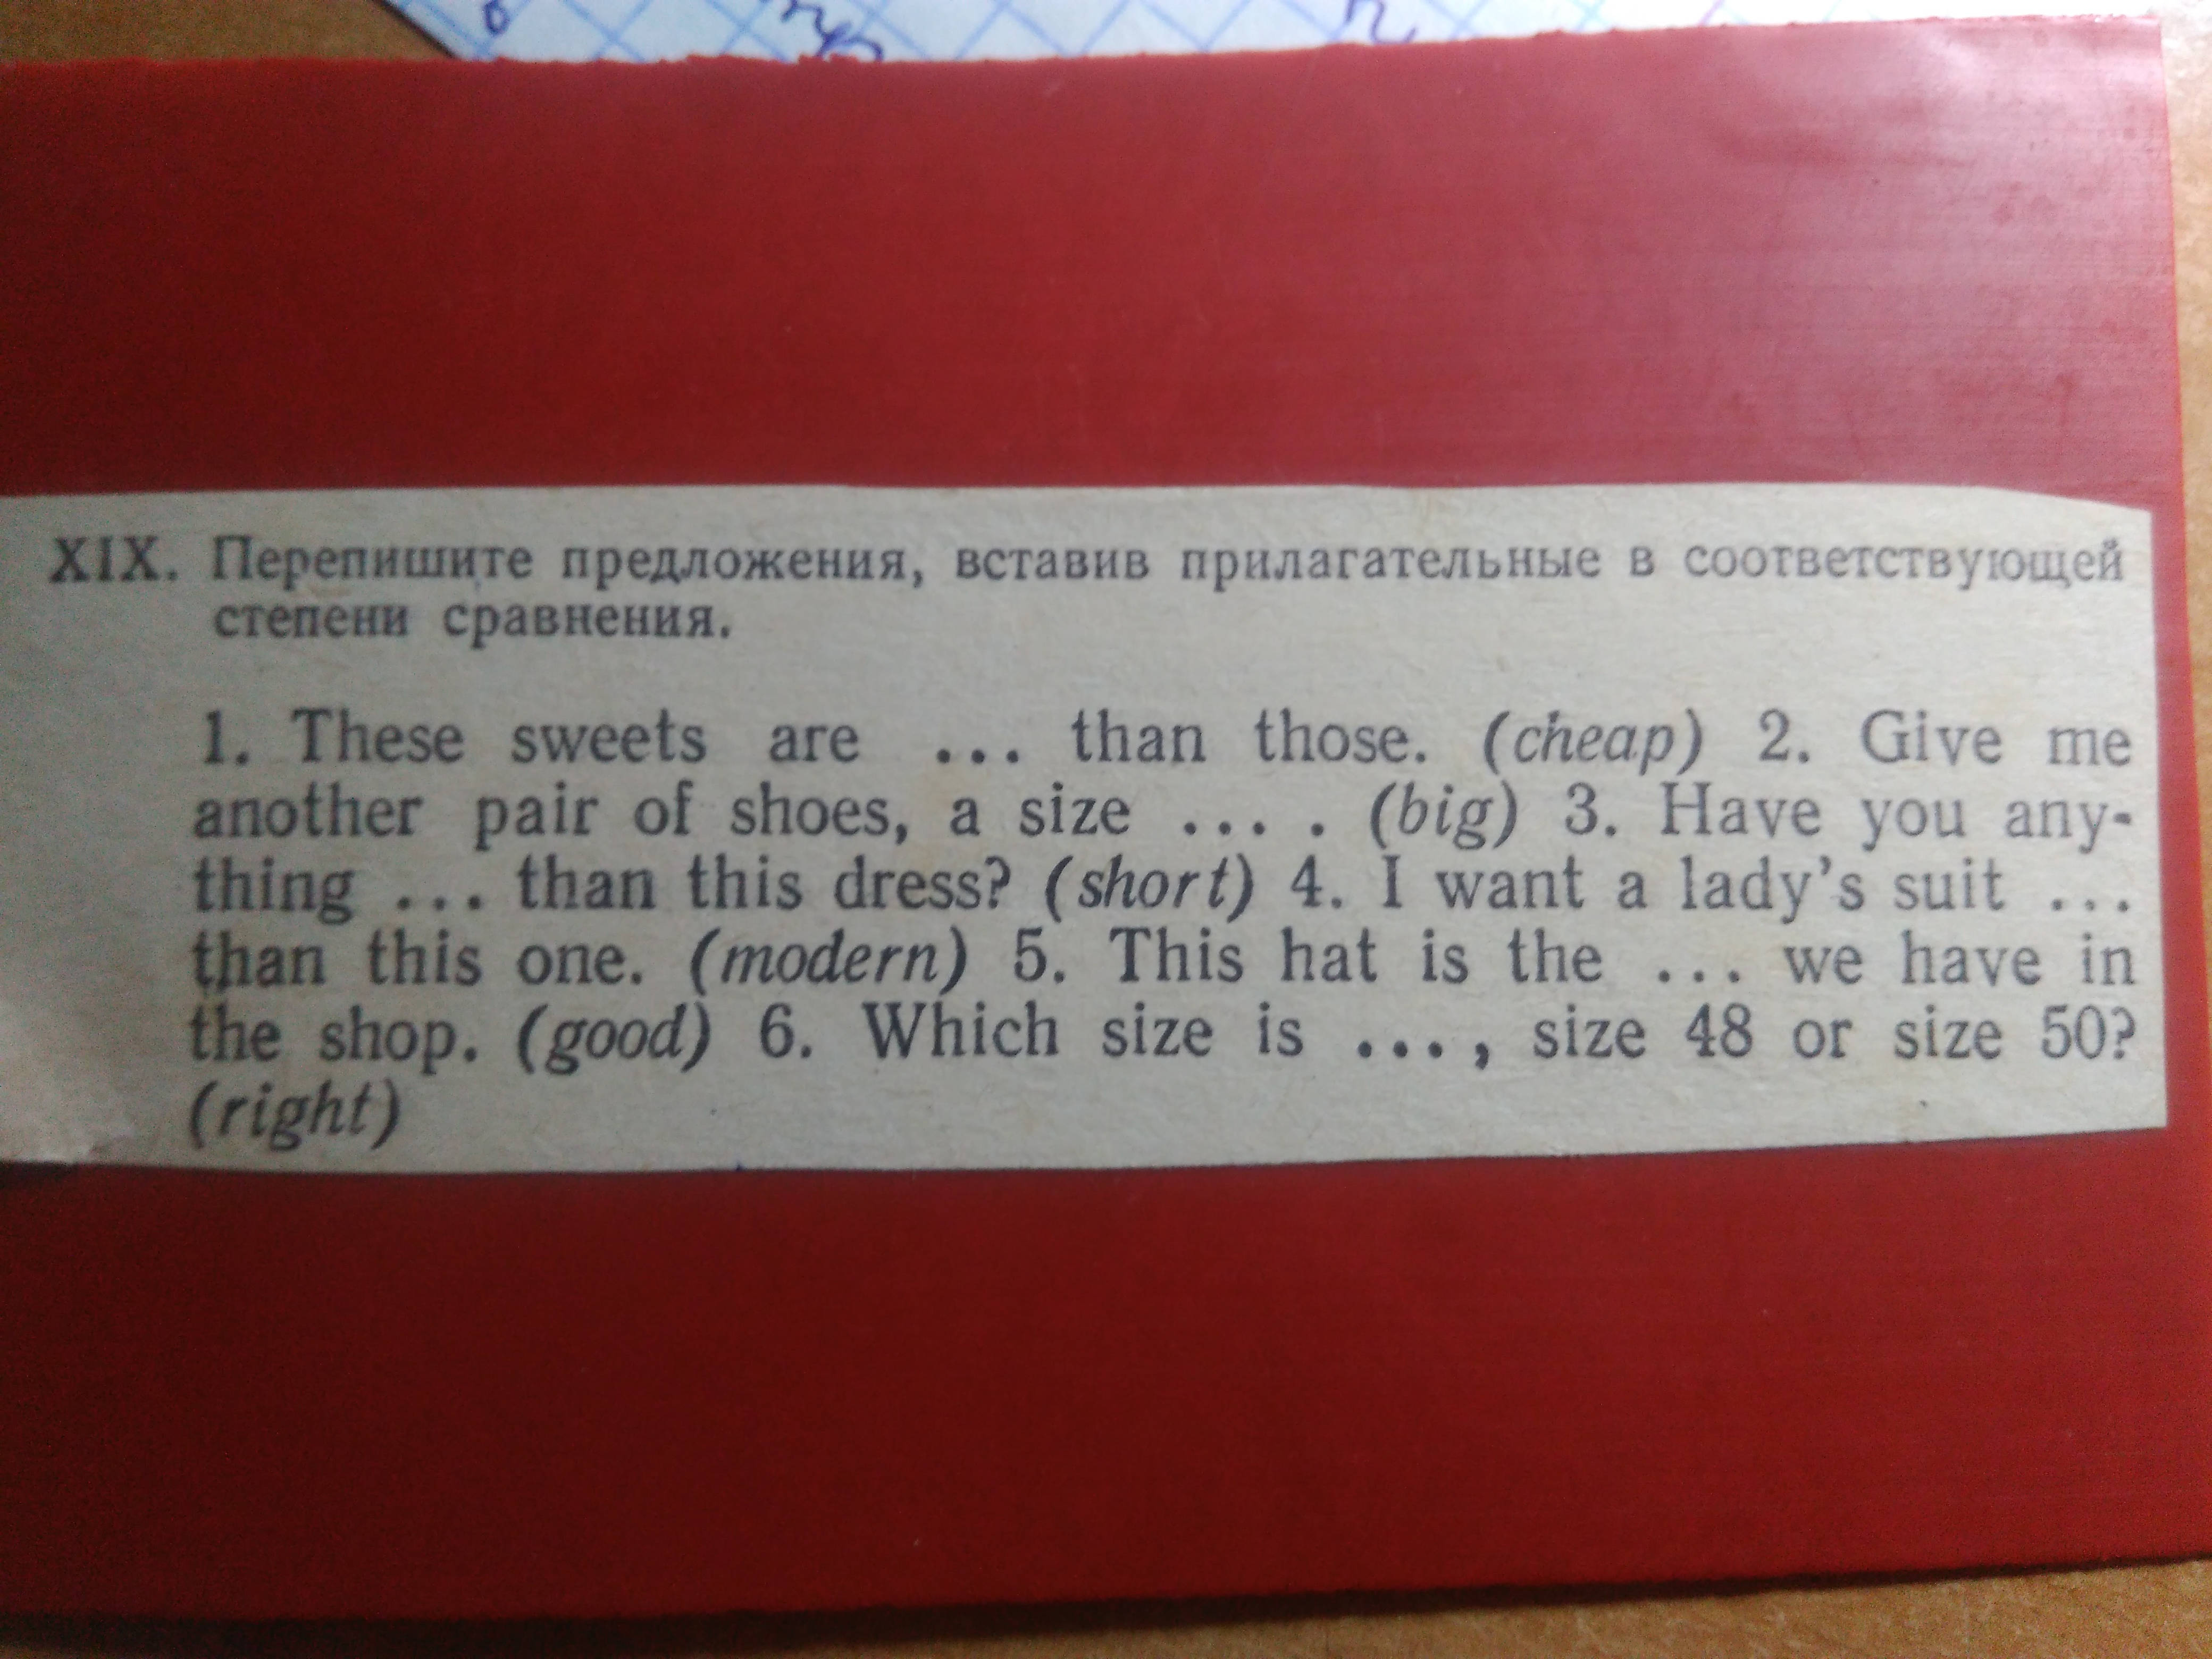 XIX. Перепишите предложения, вставив прилагательные в соответствующей
степени сравнения.
1. These sweets are ... than those. (cheap) 2. Give me
another pair of shoes, a size ... . (big) 3. Have you any-
thing ... than this dress? (short) 4. I want a lady's suit ...
than this one. (modern) 5. This hat is the ... we have in
the shop. (good) 6. Which size is ..., size 48 or size 50?
(right)